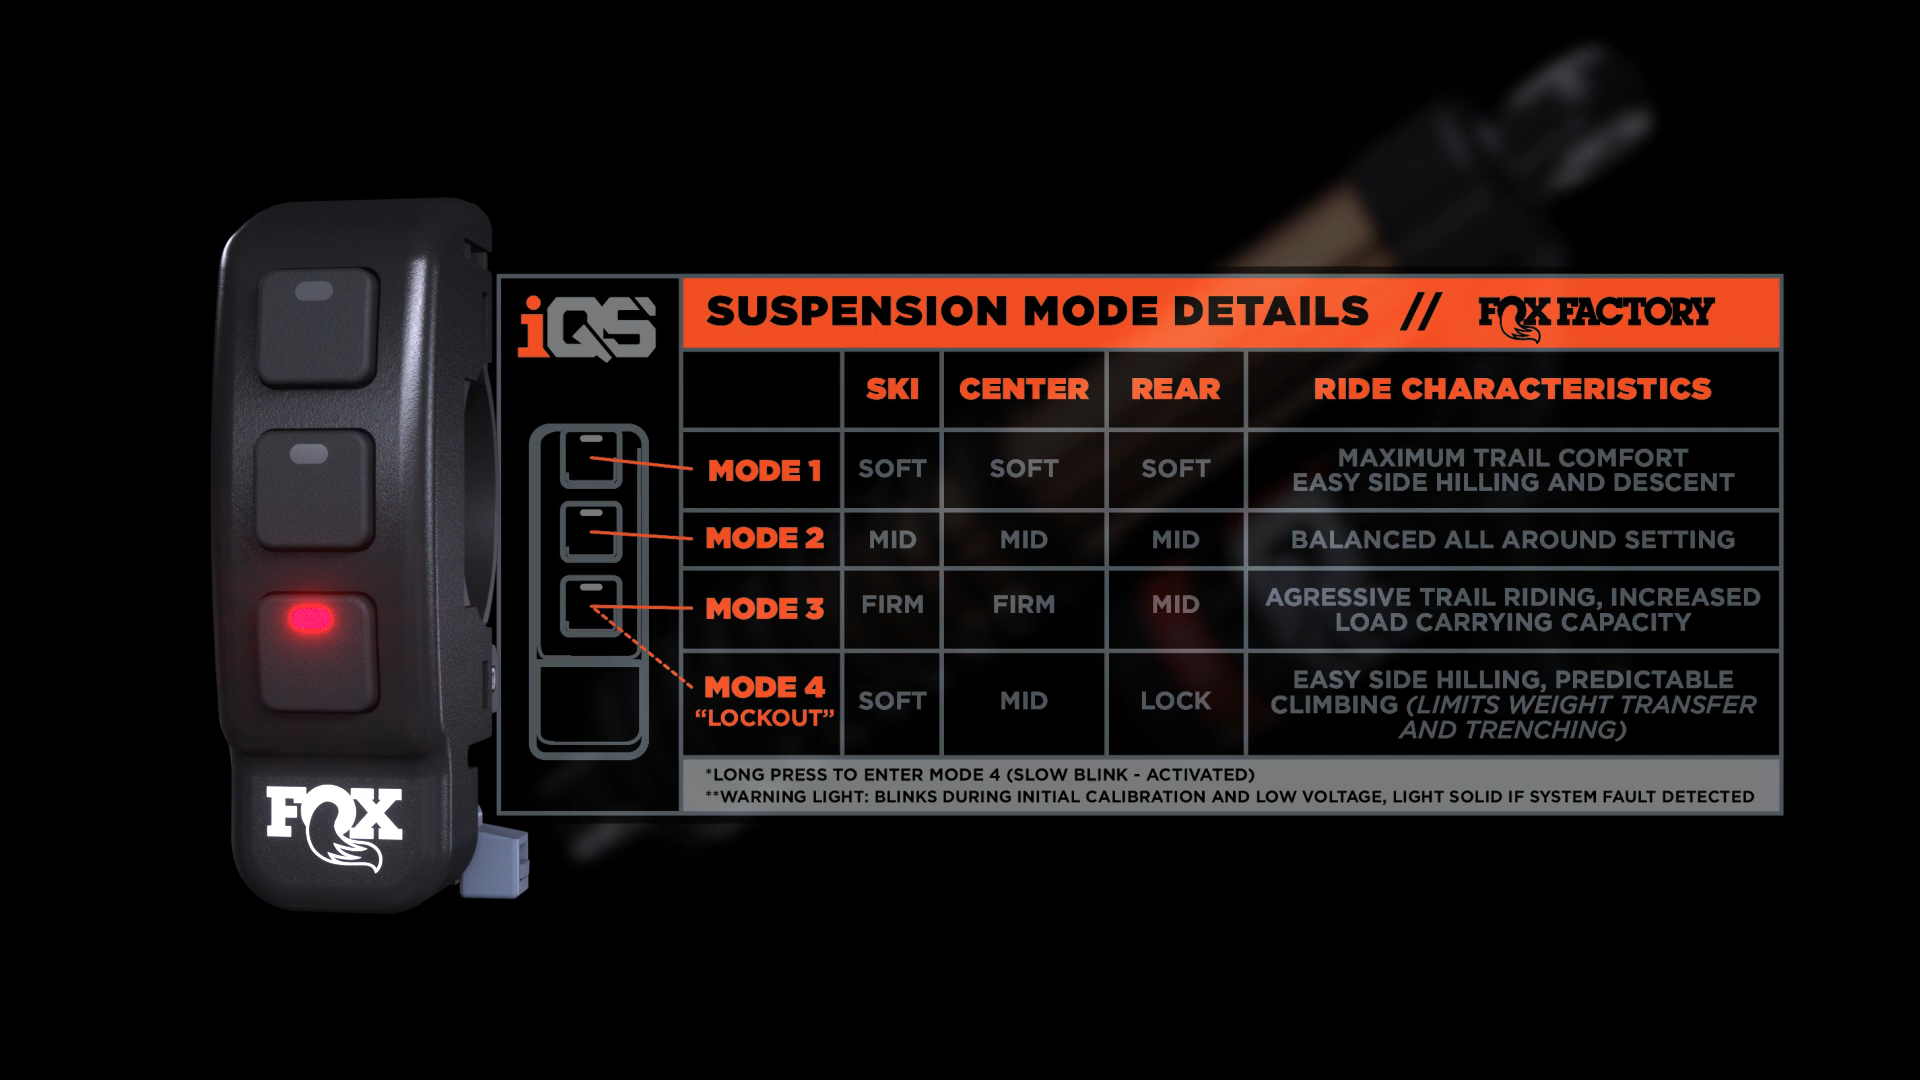 iQS
SUSPENSION MODE DETAILS // FOX FACTORY
SKI CENTER REAR RIDE CHARACTERISTICS
MODE 1 SOFT SOFT SOFT MAXIMUM TRAIL COMFORT
EASY SIDE HILLING AND DESCENT
MODE 2 MID MID MID BALANCED ALL AROUND SETTING
MODE 3 FIRM FIRM MID AGRESSIVE TRAIL RIDING, INCREASED
LOAD CARRYING CAPACITY
MODE 4
"LOCKOUT"
SOFT MID LOCK EASY SIDE HILLING, PREDICTABLE
CLIMBING (LIMITS WEIGHT TRANSFER
AND TRENCHING)
*LONG PRESS TO ENTER MODE 4 (SLOW BLINK - ACTIVATED)
**WARNING LIGHT: BLINKS DURING INITIAL CALIBRATION AND LOW VOLTAGE, LIGHT SOLID IF SYSTEM FAULT DETECTED
FOX